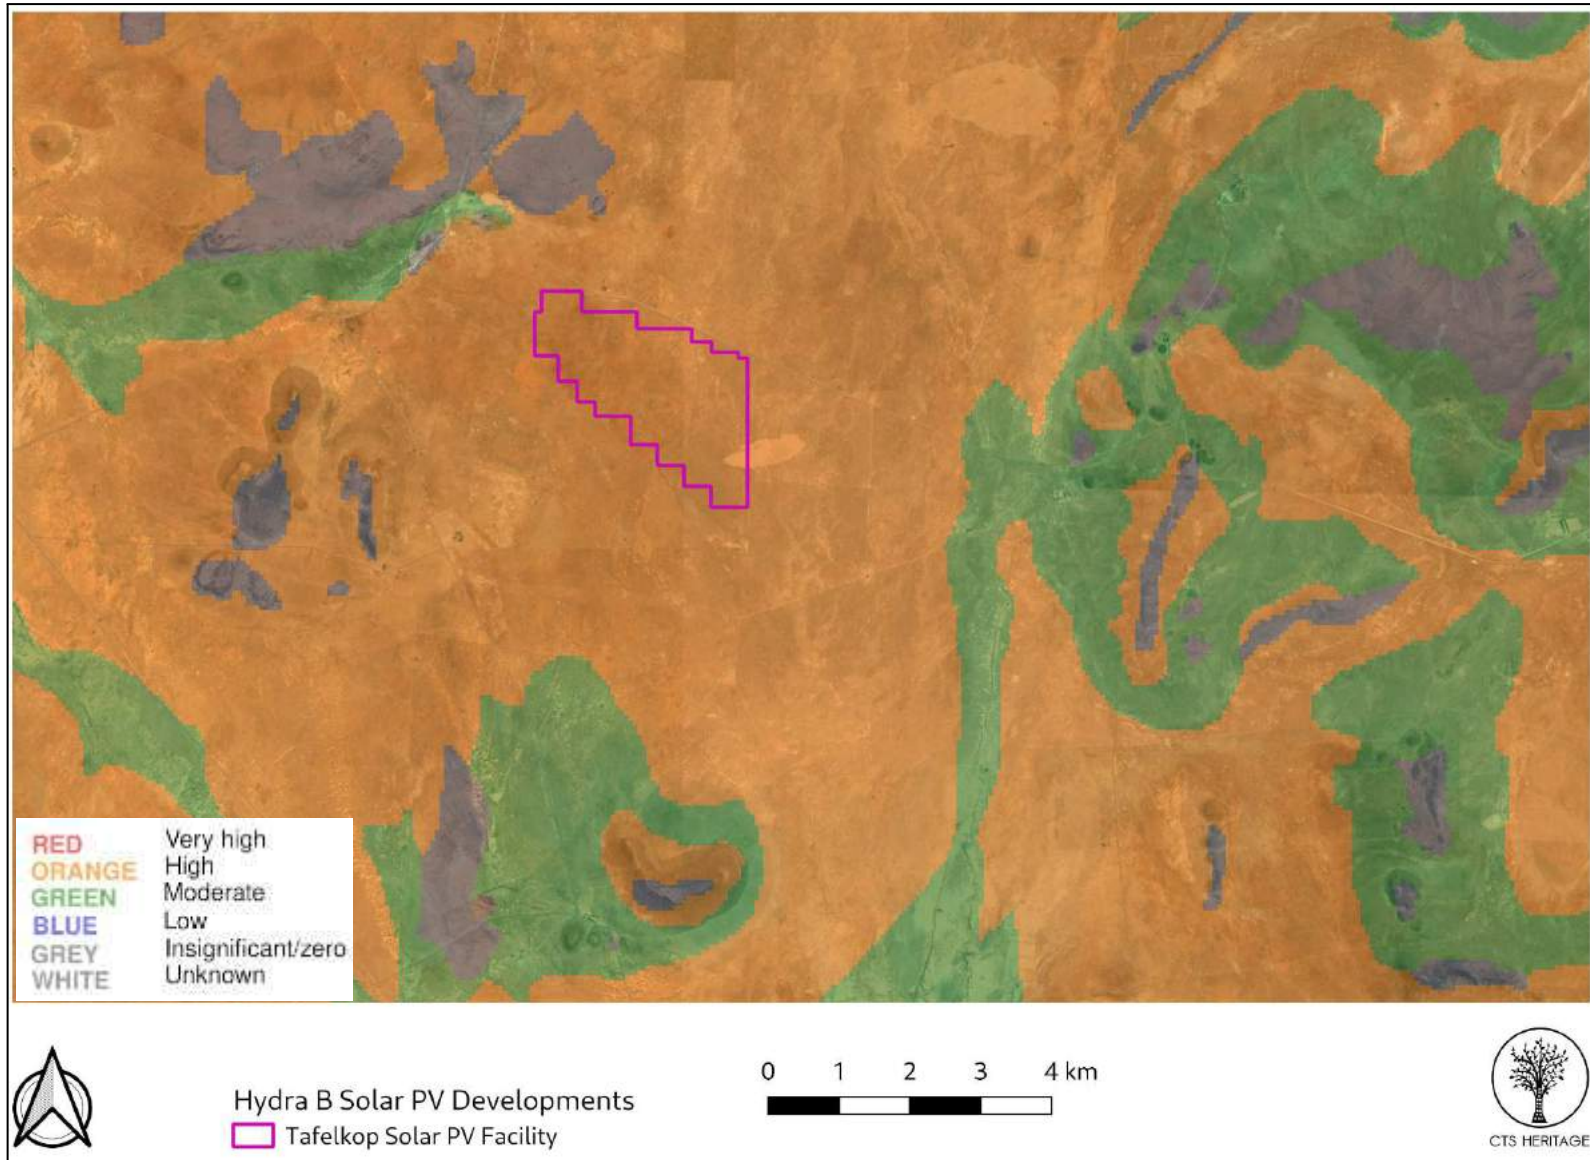 RED Very high
ORANGE High
GREEN Moderate
BLUE Low
GREY Insignificant/zero
WHITE Unknown
0 1 2 3 4 km
Hydra B Solar PV Developments
Tafelkop Solar PV Facility
CTS HERITAGE